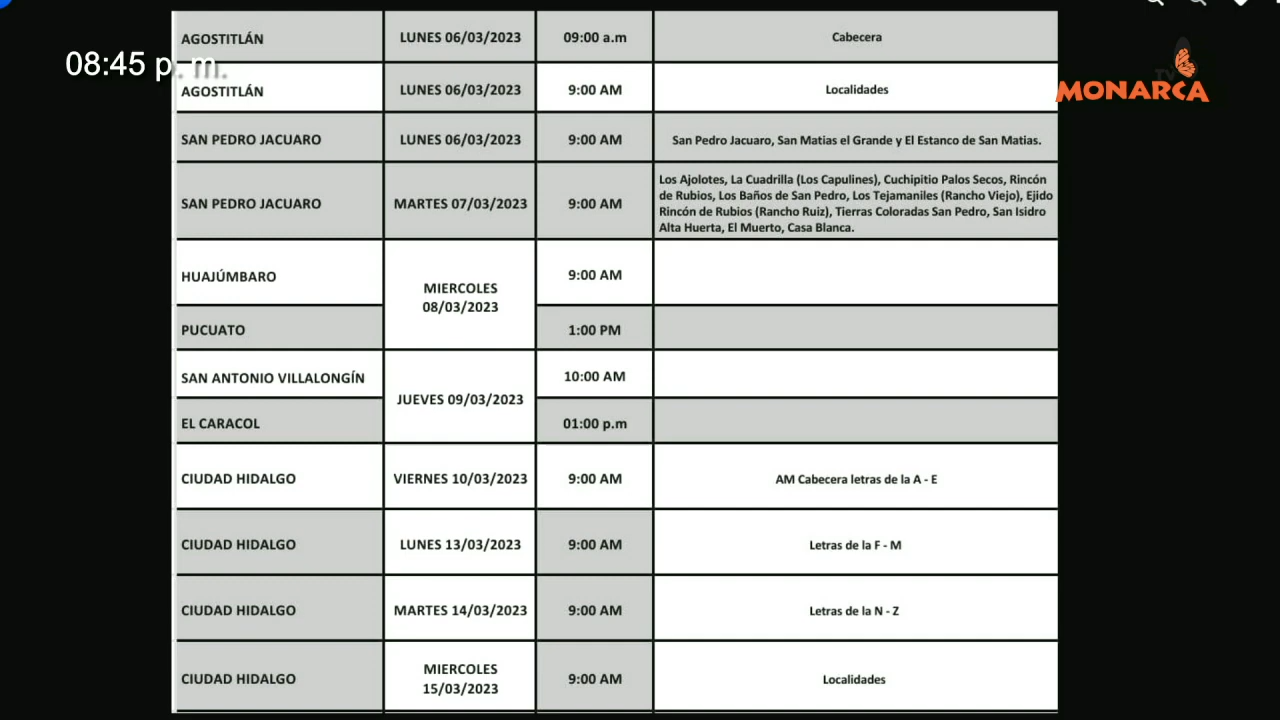 08:45 p. m.
TV
MONARCA
AGOSTITLÁN LUNES 06/03/2023 09:00 a.m Cabecera
AGOSTITLÁN LUNES 06/03/2023 9:00 AM Localidades
SAN PEDRO JACUARO LUNES 06/03/2023 9:00 AM San Pedro Jacuaro, San Matias el Grande y El Estanco de San Matias.
SAN PEDRO JACUARO MARTES 07/03/2023 9:00 AM
Los Ajolotes, La Cuadrilla (Los Capulines), Cuchipitio Palos Secos, Rincón
de Rubios, Los Baños de San Pedro, Los Tejamaniles (Rancho Viejo), Ejido
Rincón de Rubios (Rancho Ruiz), Tierras Coloradas San Pedro, San Isidro
Alta Huerta, El Muerto, Casa Blanca.
HUAJÚMBARO
MIERCOLES
08/03/2023
9:00 AM
PUCUATO 1:00 PM
SAN ANTONIO VILLALONGÍN
JUEVES 09/03/2023
10:00 AM
EL CARACOL 01:00 p.m
CIUDAD HIDALGO VIERNES 10/03/2023 9:00 AM AM Cabecera letras de la A - E
CIUDAD HIDALGO LUNES 13/03/2023 9:00 AM Letras de la F - M
CIUDAD HIDALGO MARTES 14/03/2023 9:00 AM Letras de la N - Z
CIUDAD HIDALGO
MIERCOLES
15/03/2023
9:00 AM Localidades